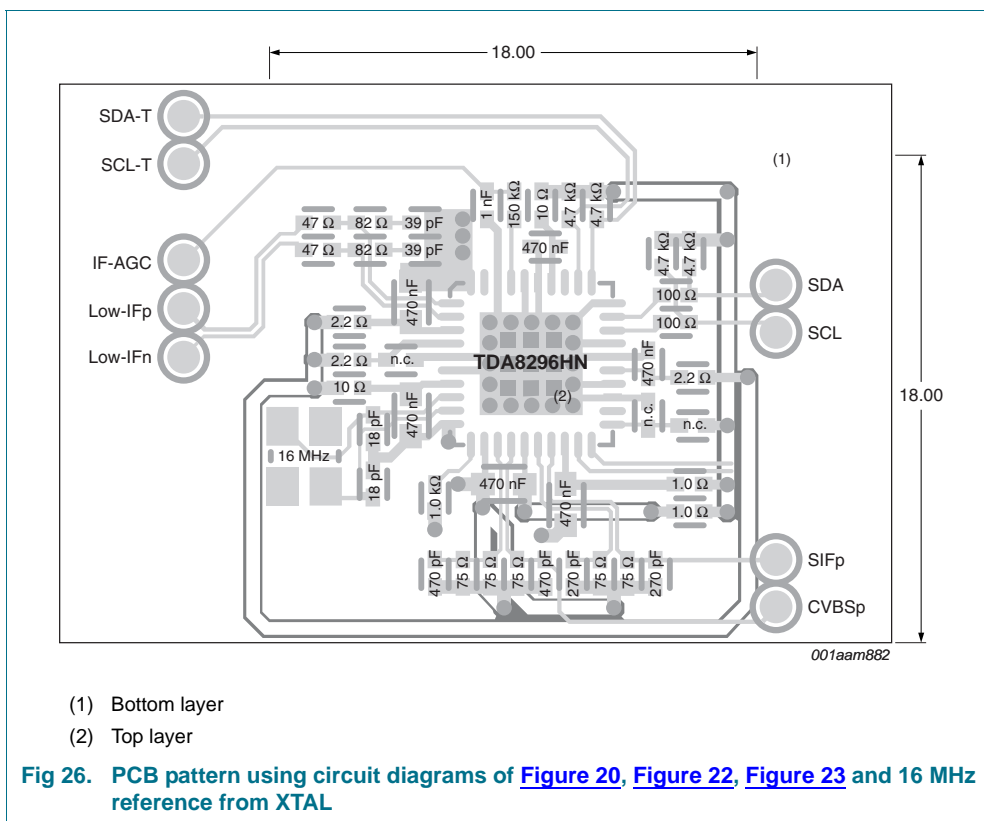 18.00
SDA-T
SCL-T
(1)
1 nF
150 kΩ
10 Ω
4.7 kΩ
4.7 kΩ
47 Ω 82 Ω 39 pF
47 Ω 82 Ω 39 pF
470 nF
4.7 kΩ
4.7 kΩ
IF-AGC
Low-IFp
Low-IFn
470 nF
100 Ω
100 Ω
SDA
SCL
2.2 Ω
2.2 Ω
n.c.
10 Ω
TDA8296HN
(2)
470 nF
2.2 Ω
n.c.
n.c.
18.00
470 nF
18 pF
16 MHz
18 pF
1.0 kΩ
470 nF
470 nF
1.0 Ω
1.0 Ω
470 pF
75 Ω
75 Ω
75 Ω
470 pF
270 pF
75 Ω
75 Ω
270 pF
SIFp
CVBSp
001aam882
(1) Bottom layer
(2) Top layer
Fig 26. PCB pattern using circuit diagrams of Figure 20, Figure 22, Figure 23 and 16 MHz
reference from XTAL